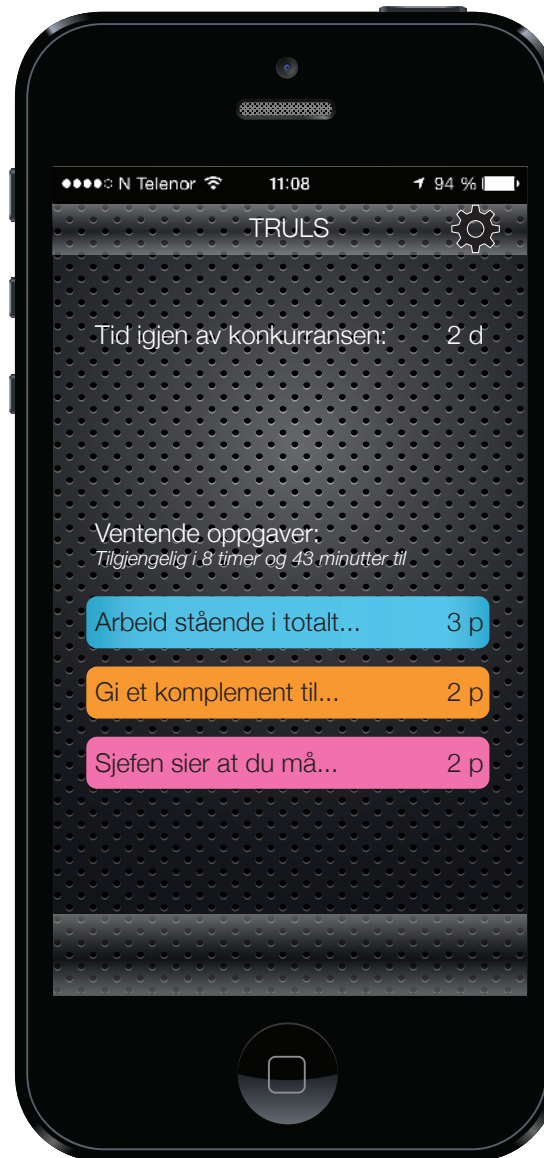 N Telenor 11:08 94 %
TRULS
Tid igjen av konkurransen: 2 d
Ventende oppgaver:
Tilgjengelig i 8 timer og 43 minutter til
Arbeid stående i totalt... 3 p
Gi et komplement til... 2 p
Sjefen sier at du må... 2 p